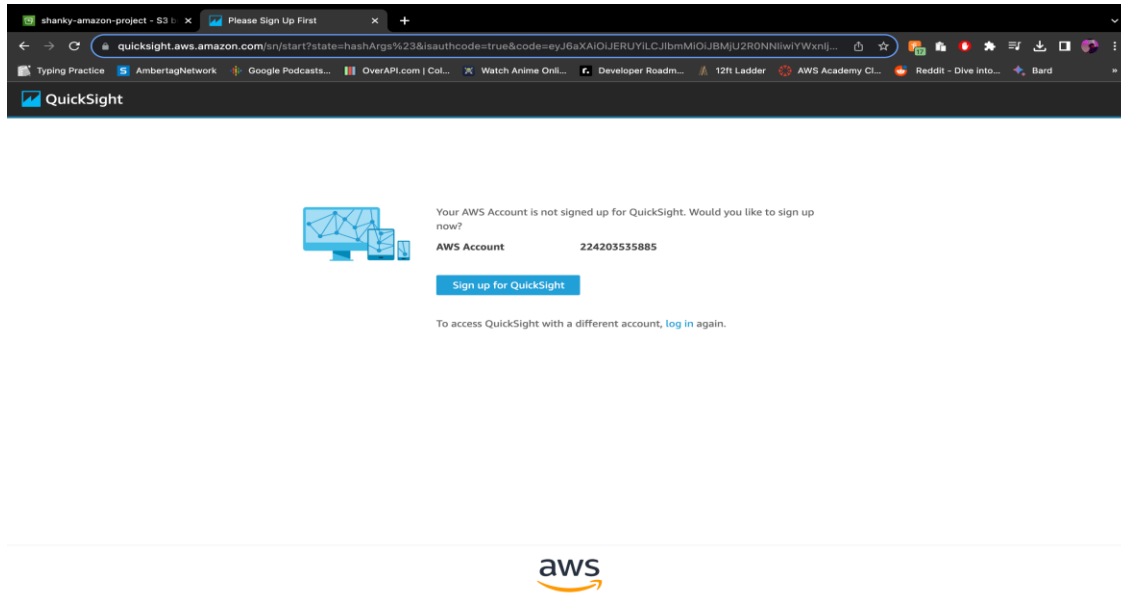 shanky-amazon-project - S3 b
Please Sign Up First
quicksight.aws.amazon.com/sn/start?state=hashArgs%23&isauthcode=true&code=eyJ6aXAiOiJERUYiLCJlbmMiOiJBMjU2R0NNIiwiYWxnIj...
Typing Practice
AmbertagNetwork
Google Podcasts...
OverAPI.com | Col...
Watch Anime Onli...
Developer Roadm...
12ft Ladder
AWS Academy Cl...
Reddit - Dive into...
Bard
QuickSight
Your AWS Account is not signed up for QuickSight. Would you like to sign up
now?
AWS Account 224203535885
Sign up for QuickSight
To access QuickSight with a different account, log in again.
aws